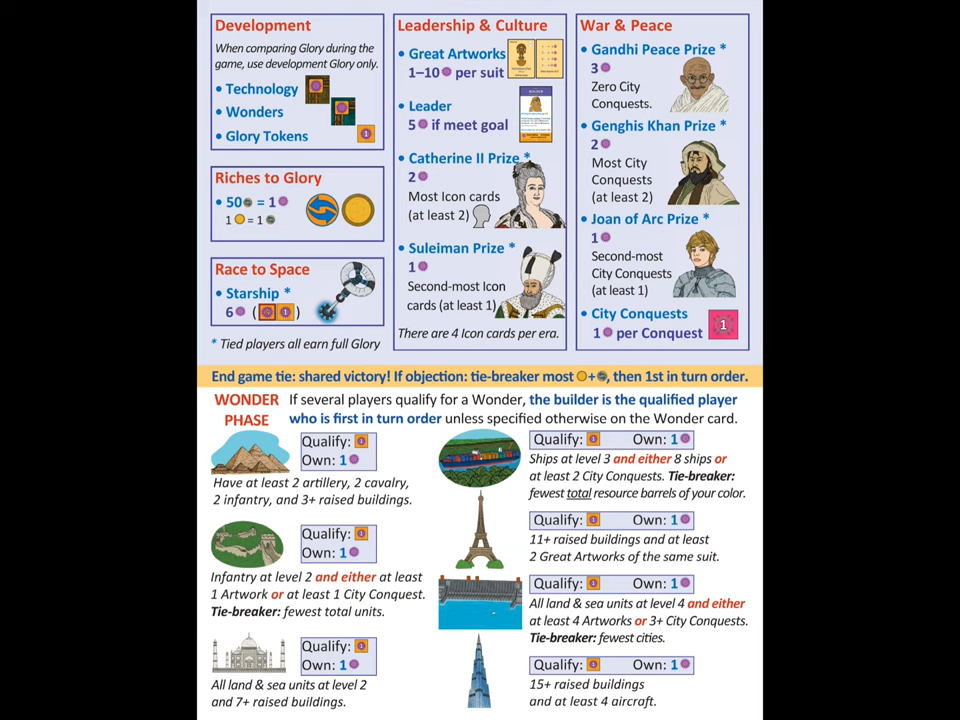 Development
When comparing Glory during the
game, use development Glory only.
• Technology
• Wonders
• Glory Tokens
1
Riches to Glory
• 50 = 1
1 = 1
Race to Space
• Starship *
6 ( 1 )
* Tied players all earn full Glory
Leadership & Culture
• Great Artworks
1–10 per suit
• Leader
5 if meet goal
• Catherine II Prize *
2
Most Icon cards
(at least 2)
• Suleiman Prize *
1
Second-most Icon
cards (at least 1)
There are 4 Icon cards per era.
War & Peace
• Gandhi Peace Prize *
3
Zero City
Conquests.
• Genghis Khan Prize *
2
Most City
Conquests
(at least 2)
• Joan of Arc Prize *
1
Second-most
City Conquests
(at least 1)
• City Conquests
1 per Conquest
1
End game tie: shared victory! If objection: tie-breaker most + , then 1st in turn order.
WONDER
PHASE
If several players qualify for a Wonder, the builder is the qualified player
who is first in turn order unless specified otherwise on the Wonder card.
Qualify: 1
Own: 1
Have at least 2 artillery, 2 cavalry,
2 infantry, and 3+ raised buildings.
Qualify: 1
Own: 1
Infantry at level 2 and either at least
1 Artwork or at least 1 City Conquest.
Tie-breaker: fewest total units.
Qualify: 1
Own: 1
All land & sea units at level 2
and 7+ raised buildings.
Qualify: 1 Own: 1
Ships at level 3 and either 8 ships or
at least 2 City Conquests. Tie-breaker:
fewest total resource barrels of your color.
Qualify: 1 Own: 1
11+ raised buildings and at least
2 Great Artworks of the same suit.
Qualify: 1 Own: 1
All land & sea units at level 4 and either
at least 4 Artworks or 3+ City Conquests.
Tie-breaker: fewest cities.
Qualify: 1 Own: 1
15+ raised buildings
and at least 4 aircraft.